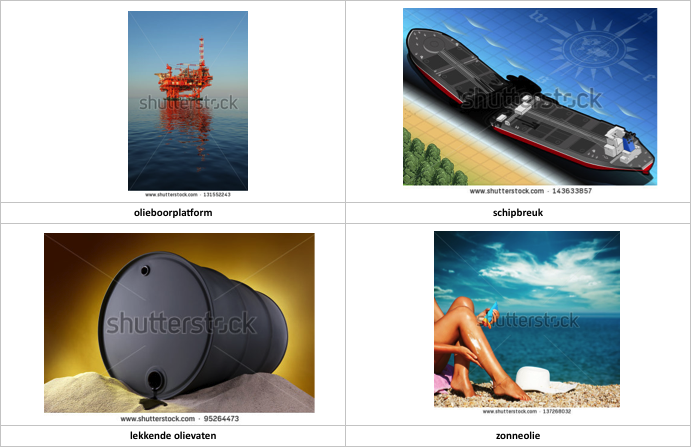 shutterstock
www.shutterstock.com · 131552243
olieboorplatform
shutterstock
www.shutterstock.com · 143633857
schipbreuk
shutterstock
www.shutterstock.com · 95264473
lekkende olievaten
shutterstock
www.shutterstock.com · 137268032
zonneolie